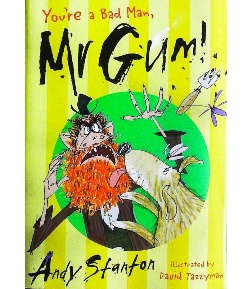 You're a Bad Man,
Mr Gum!
Andy Stanton
illustrated by
David Tazzyman